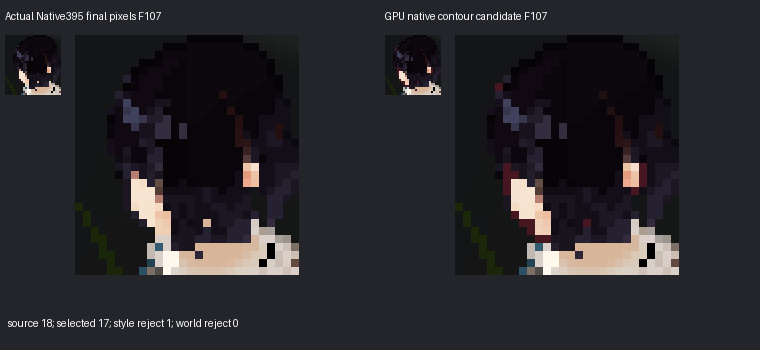 Actual Native395 final pixels F107
GPU native contour candidate F107
source 18; selected 17; style reject 1; world reject 0